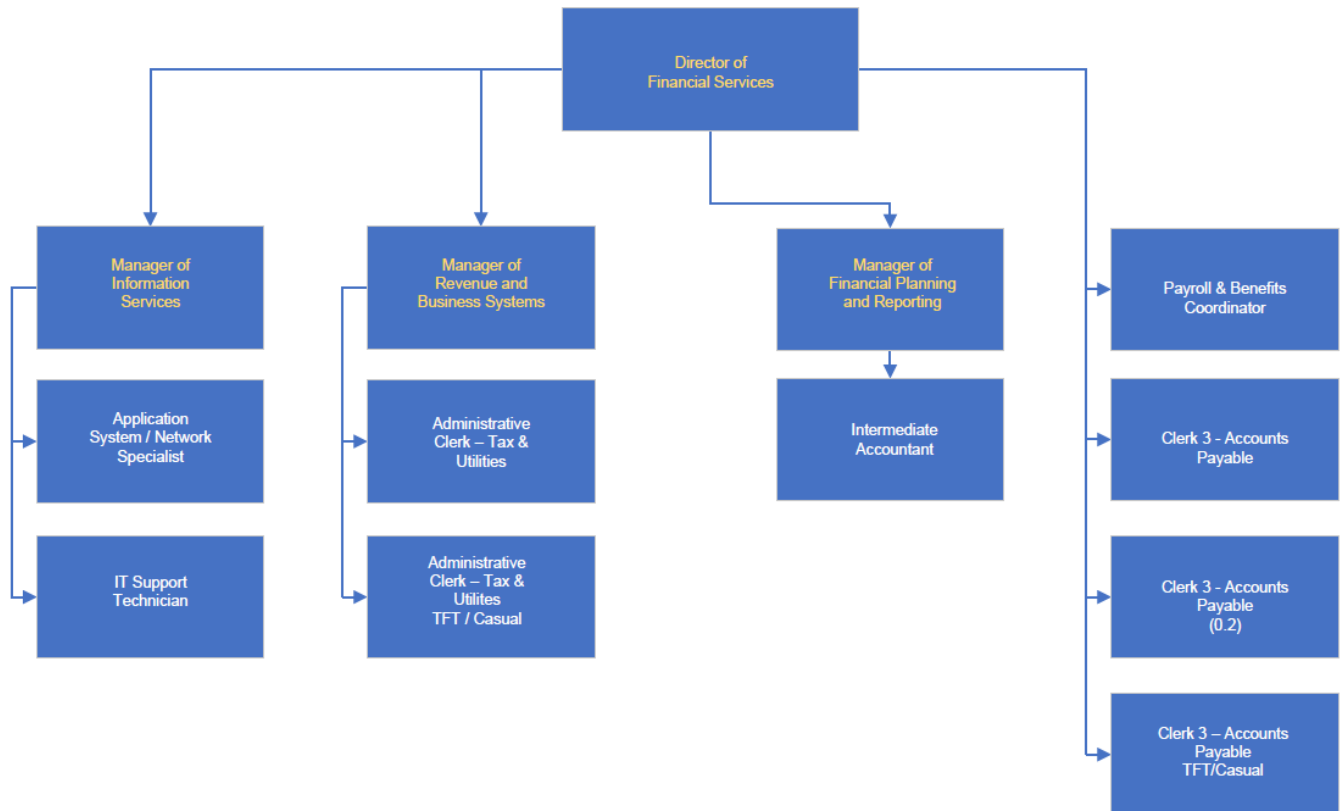 Director of
Financial Services
Manager of
Information
Services
Manager of
Revenue and
Business Systems
Manager of
Financial Planning
and Reporting
Payroll & Benefits
Coordinator
Application
System / Network
Specialist
Administrative
Clerk – Tax &
Utilities
Intermediate
Accountant
Clerk 3 - Accounts
Payable
IT Support
Technician
Administrative
Clerk – Tax &
Utilites
TFT / Casual
Clerk 3 - Accounts
Payable
(0.2)
Clerk 3 – Accounts
Payable
TFT/Casual